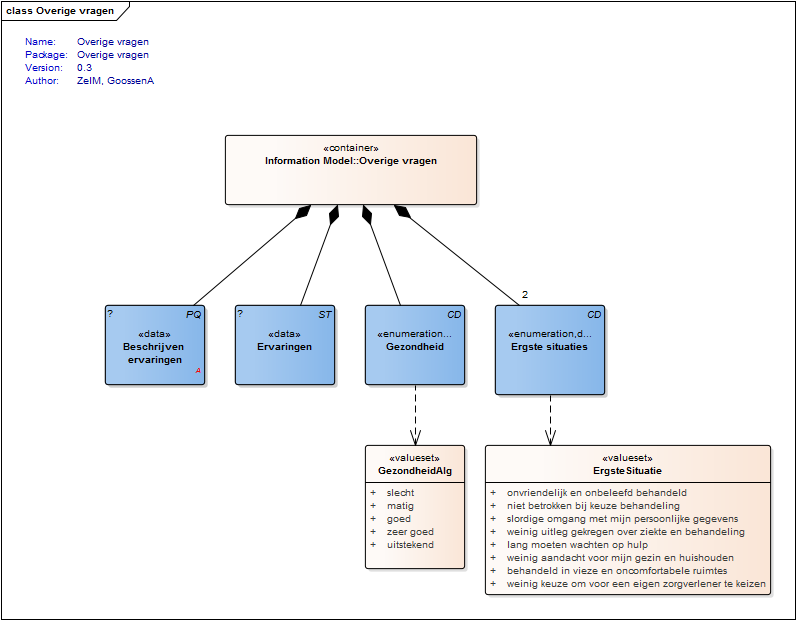 class Overige vragen
Name: Overige vragen
Package: Overige vragen
Version: 0.3
Author: ZelM, GoossenA
«container»
Information Model::Overige vragen
2
? PQ
«data»
Beschrijven
ervaringen
A
? ST
«data»
Ervaringen
CD
«enumeration...
Gezondheid
CD
«enumeration,d...
Ergste situaties
«valueset»
GezondheidAlg
+ slecht
+ matig
+ goed
+ zeer goed
+ uitstekend
«valueset»
ErgsteSituatie
+ onvriendelijk en onbeleefd behandeld
+ niet betrokken bij keuze behandeling
+ slordige omgang met mijn persoonlijke gegevens
+ weinig uitleg gekregen over ziekte en behandeling
+ lang moeten wachten op hulp
+ weinig aandacht voor mijn gezin en huishouden
+ behandeld in vieze en oncomfortabele ruimtes
+ weinig keuze om voor een eigen zorgverlener te keizen